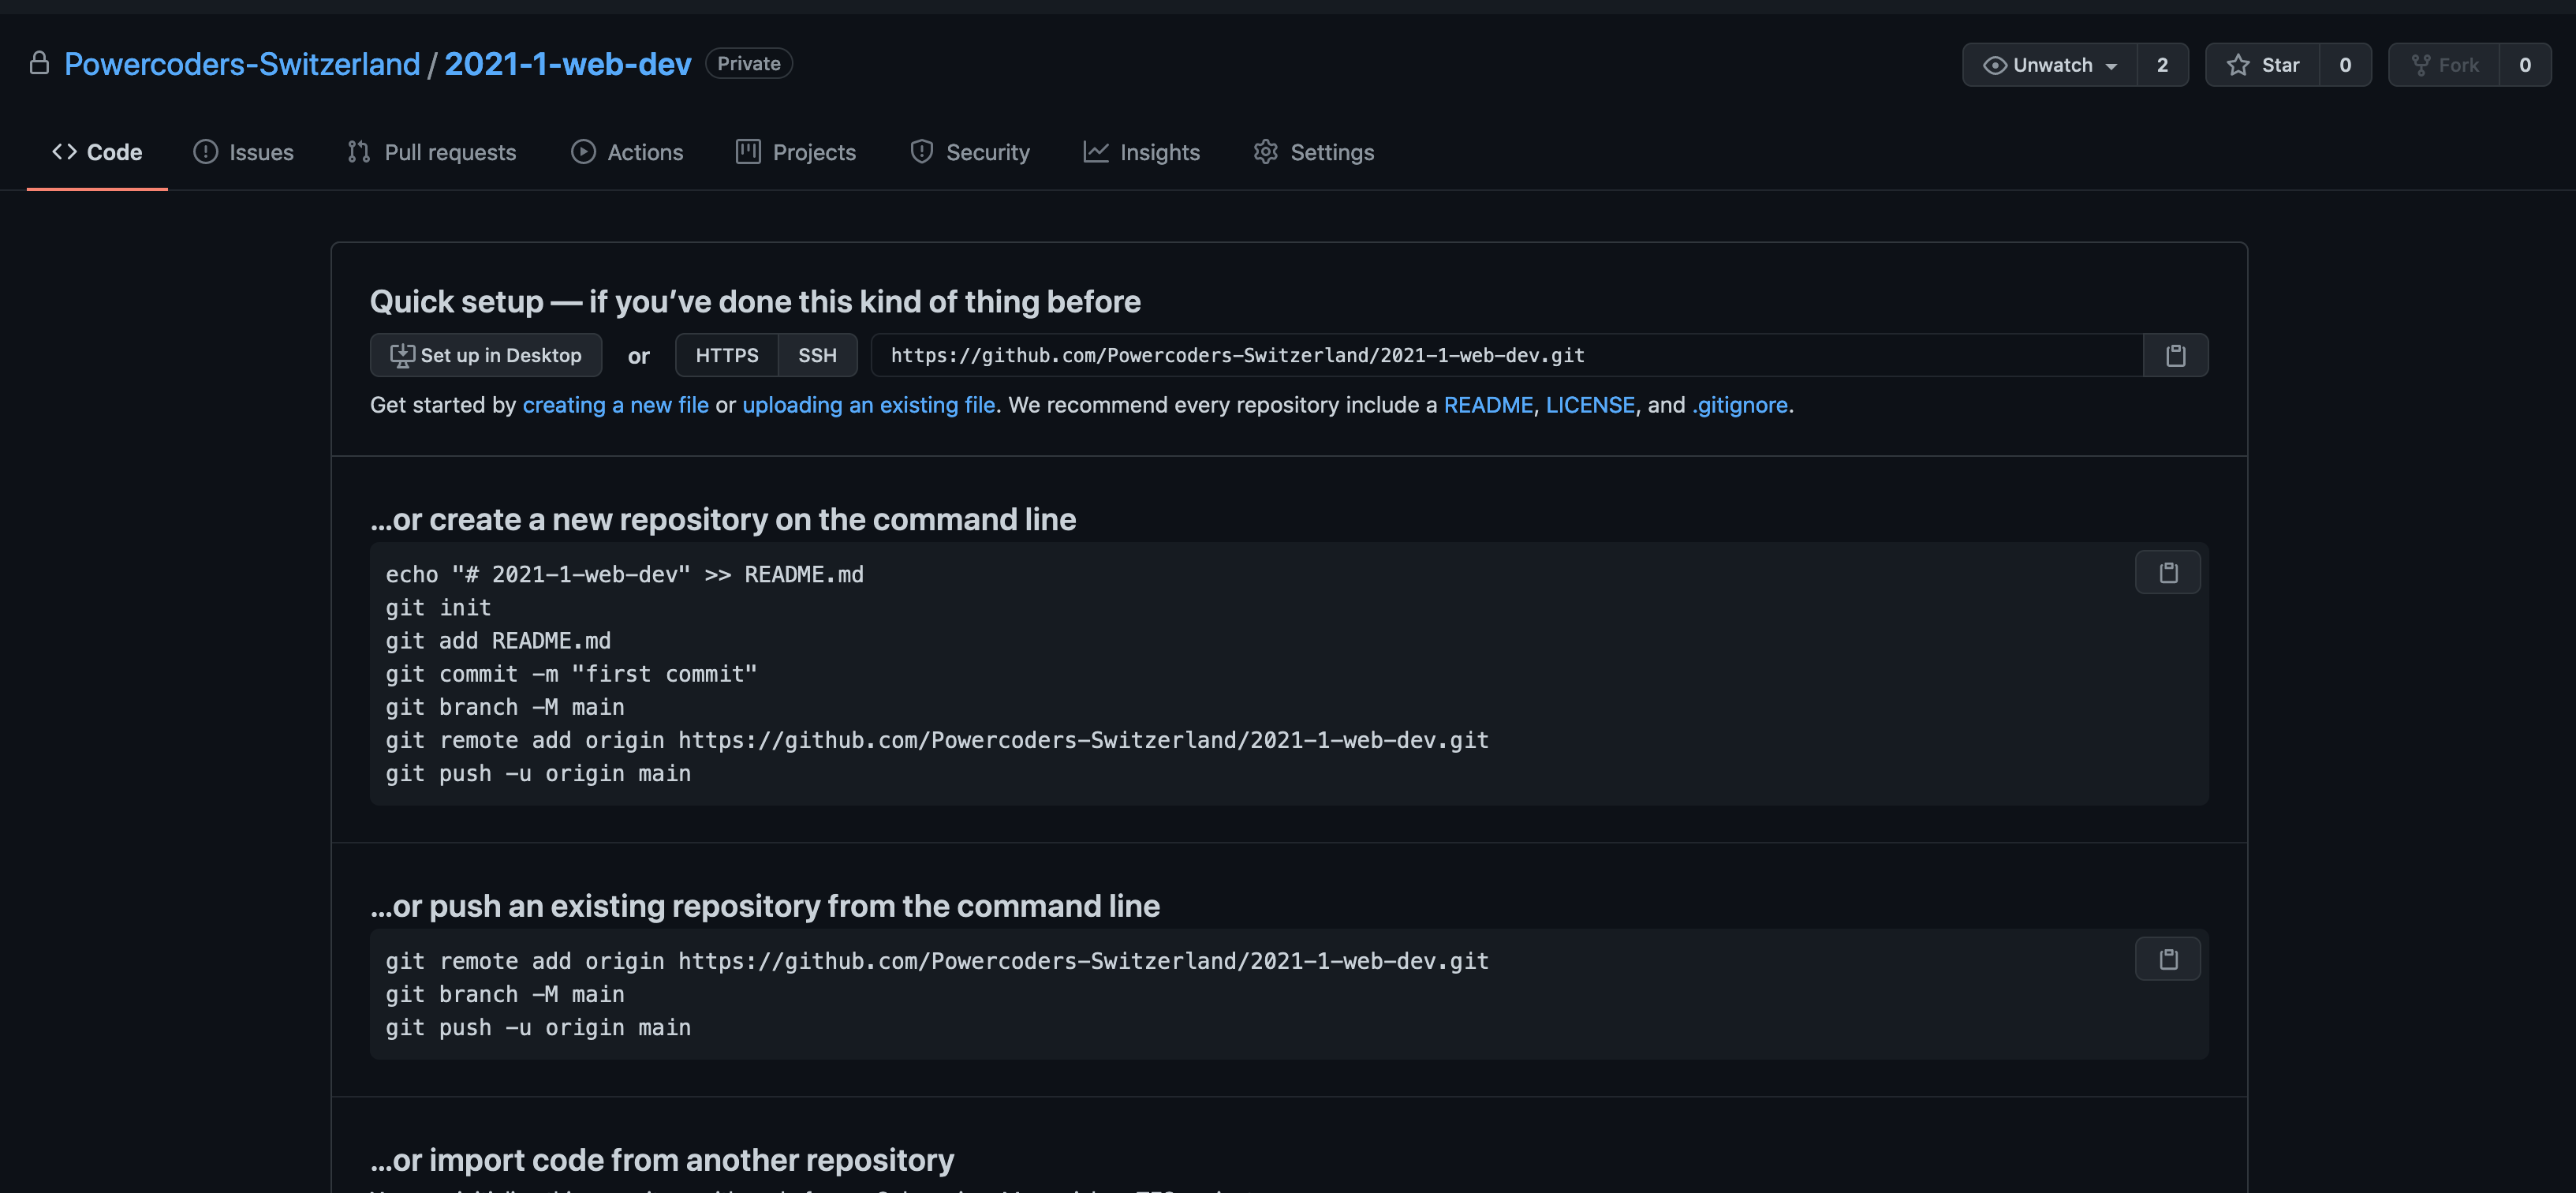 Powercoders-Switzerland / 2021-1-web-dev Private Unwatch 2 Star 0 Fork 0
Code Issues Pull requests Actions Projects Security Insights Settings
Quick setup — if you’ve done this kind of thing before
Set up in Desktop or HTTPS SSH https://github.com/Powercoders-Switzerland/2021-1-web-dev.git
Get started by creating a new file or uploading an existing file. We recommend every repository include a README, LICENSE, and .gitignore.
…or create a new repository on the command line
echo "# 2021-1-web-dev" >> README.md
git init
git add README.md
git commit -m "first commit"
git branch -M main
git remote add origin https://github.com/Powercoders-Switzerland/2021-1-web-dev.git
git push -u origin main
…or push an existing repository from the command line
git remote add origin https://github.com/Powercoders-Switzerland/2021-1-web-dev.git
git branch -M main
git push -u origin main
…or import code from another repository